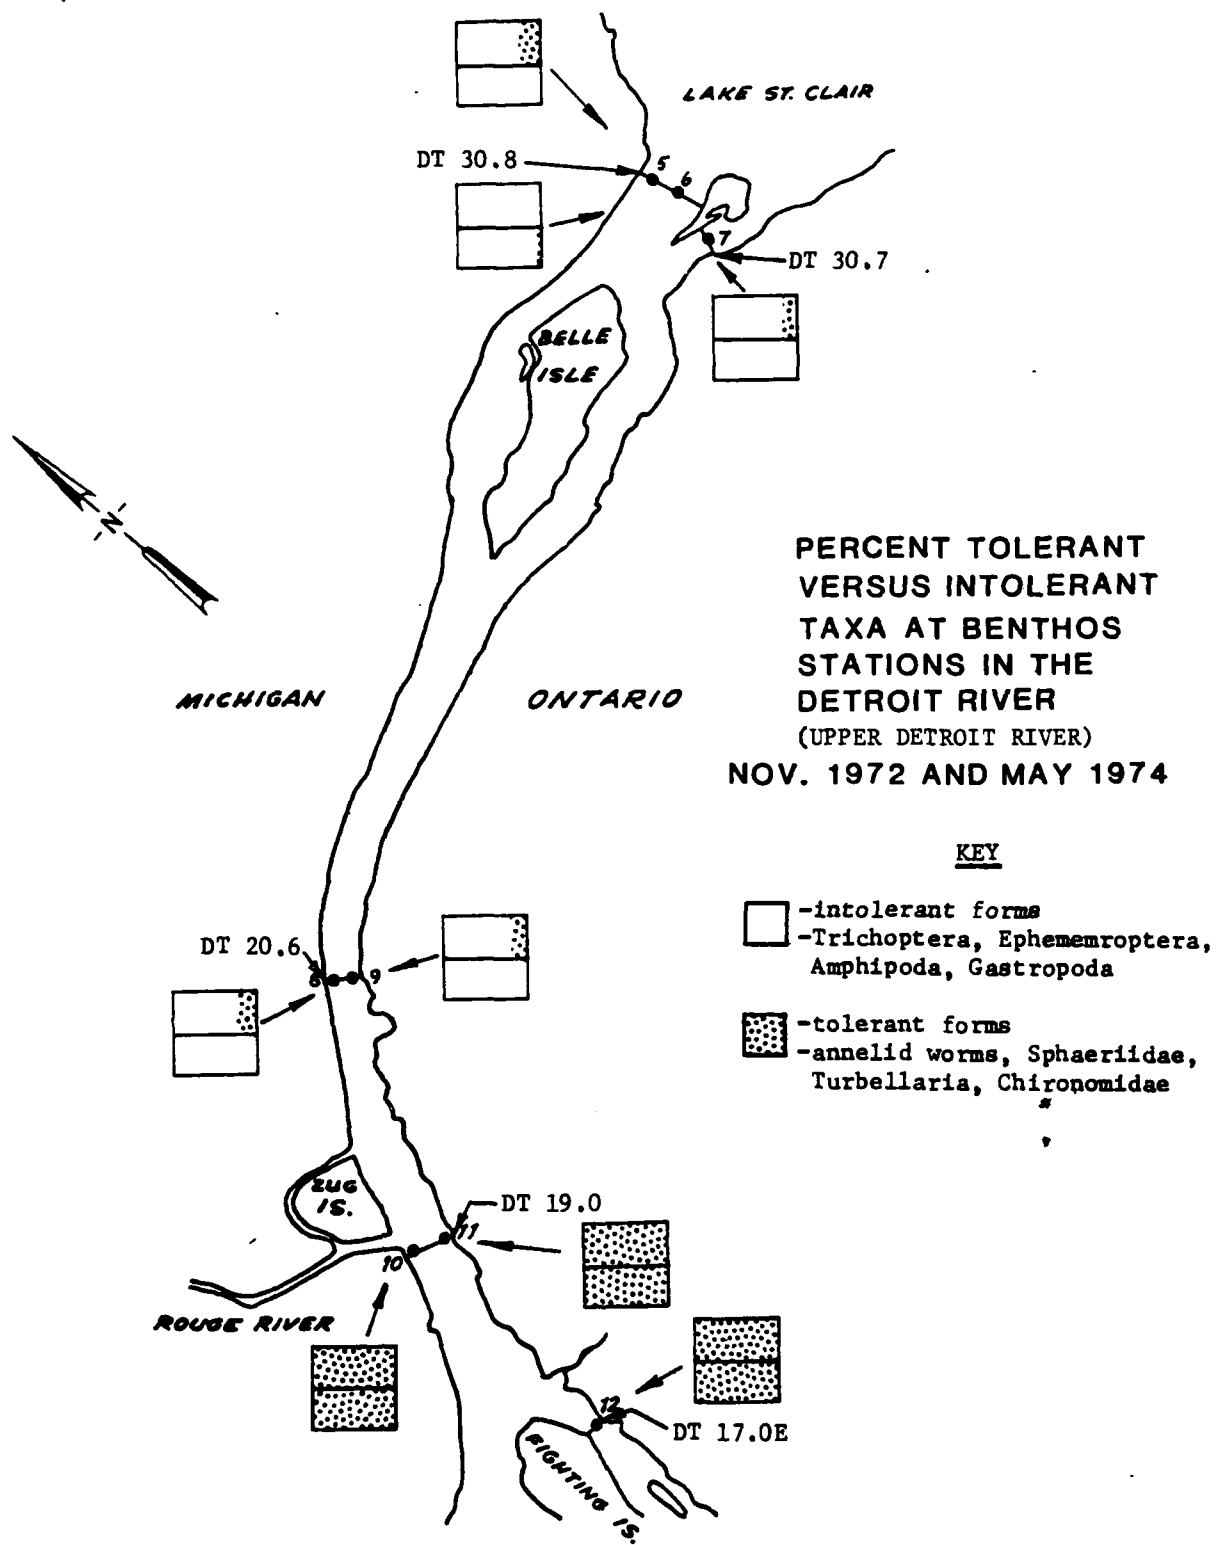 LAKE ST. CLAIR
DT 30.8
5
6
7
DT 30.7
BELLE
ISLE
-N-
PERCENT TOLERANT
VERSUS INTOLERANT
TAXA AT BENTHOS
STATIONS IN THE
DETROIT RIVER
(UPPER DETROIT RIVER)
NOV. 1972 AND MAY 1974
MICHIGAN
ONTARIO
KEY
-intolerant forms
-Trichoptera, Ephememroptera,
Amphipoda, Gastropoda
-tolerant forms
-annelid worms, Sphaeriidae,
Turbellaria, Chironomidae
DT 20.6
8
9
ZUG
IS.
DT 19.0
11
10
ROUGE RIVER
12
DT 17.0E
FIGHTING IS.